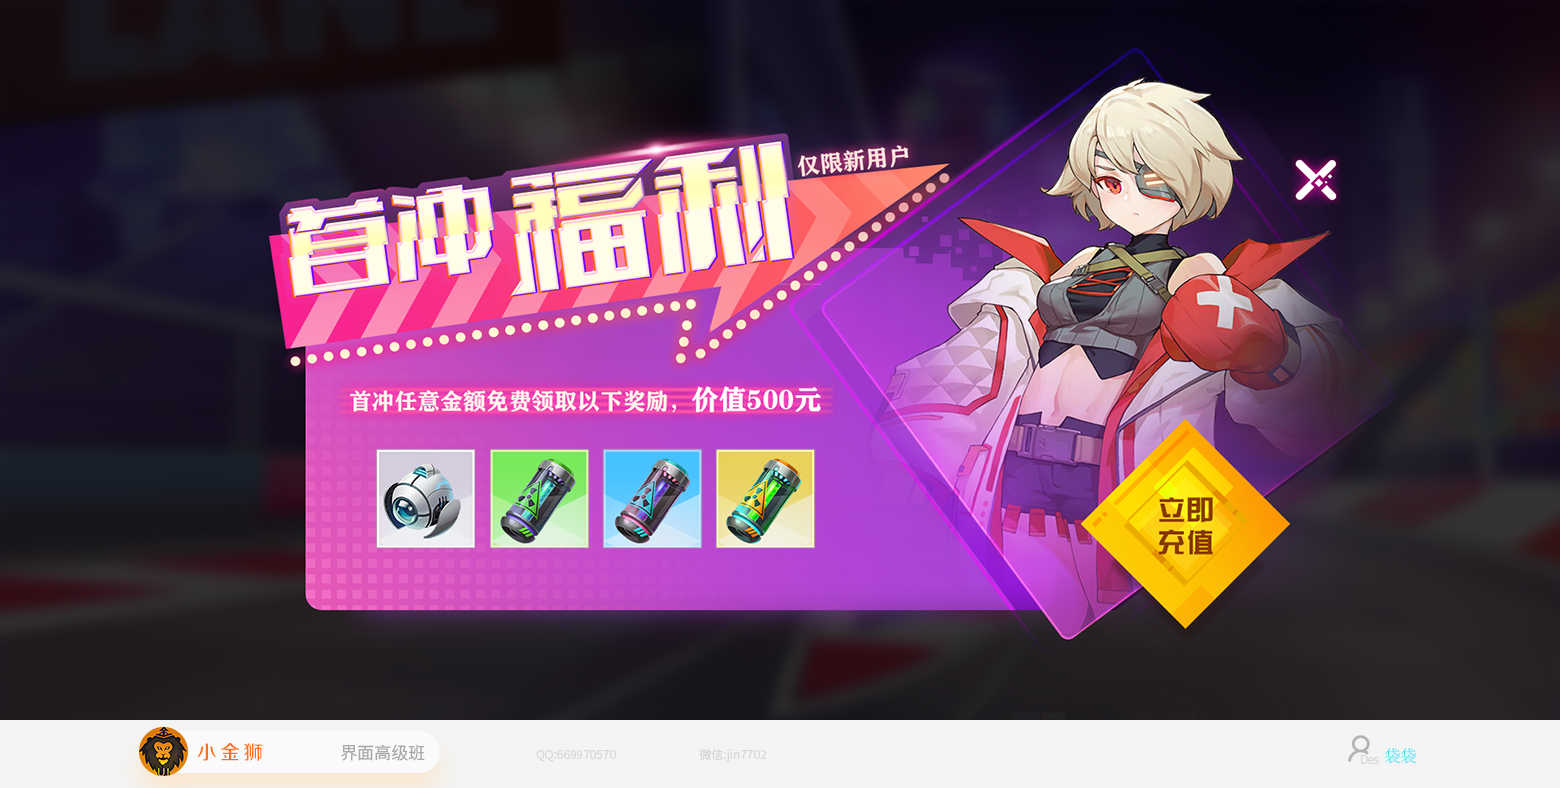 LANE
首冲福利
仅限新用户
首冲任意金额免费领取以下奖励，价值500元
立即
充值
小金狮
界面高级班
QQ:669970570
微信:jin7702
Des
袋袋